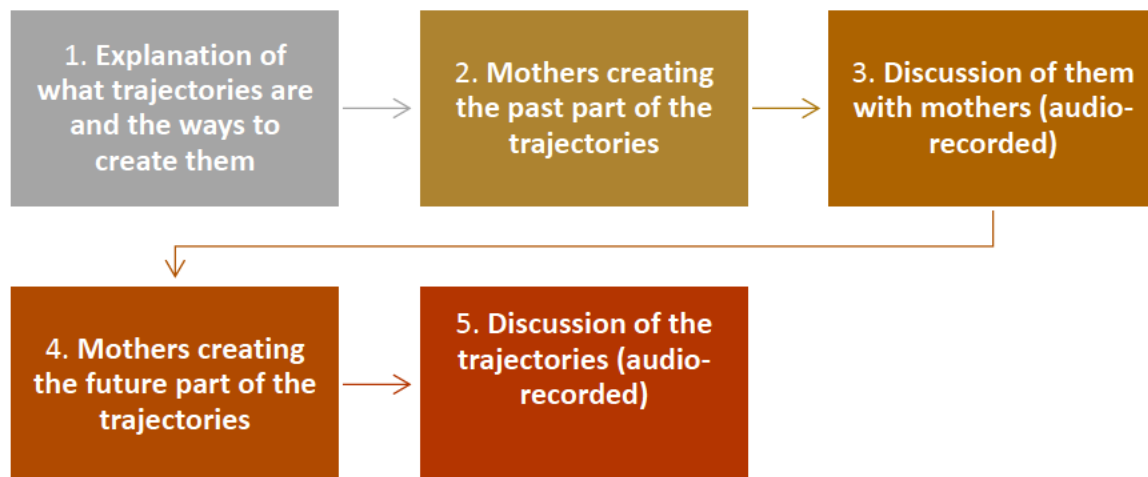 1. Explanation of
what trajectories are
and the ways to
create them
2. Mothers creating
the past part of the
trajectories
3. Discussion of them
with mothers (audio-
recorded)
4. Mothers creating
the future part of the
trajectories
5. Discussion of the
trajectories (audio-
recorded)